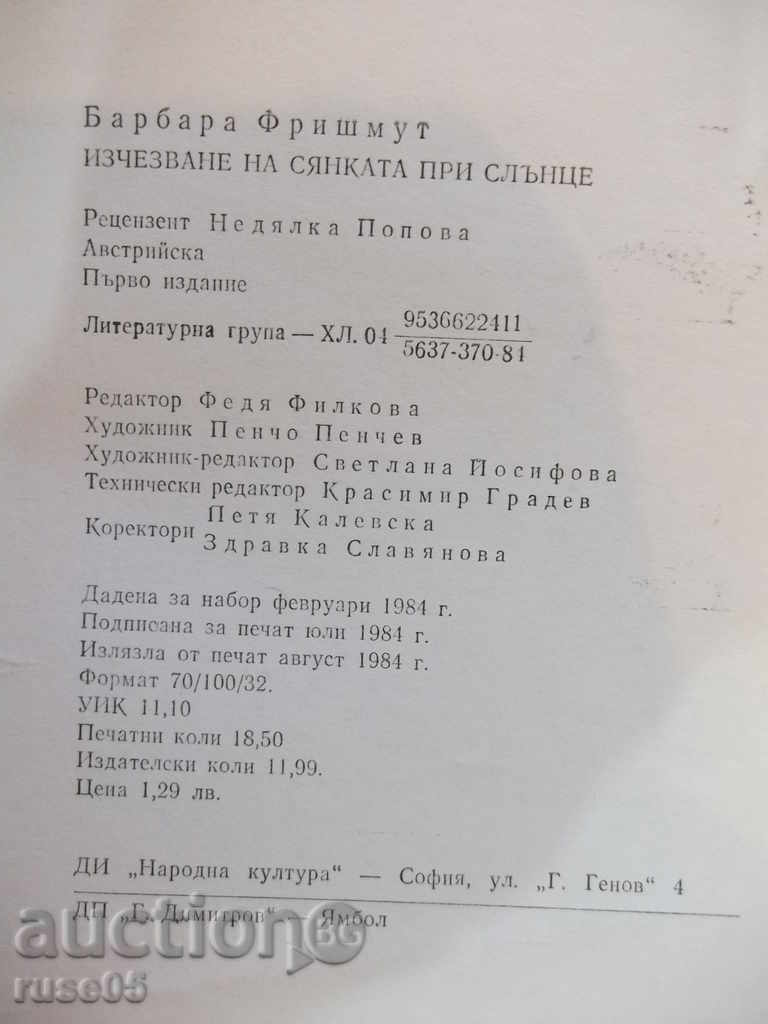 Барбара Фришмут
ИЗЧЕЗВАНЕ НА СЯНКАТА ПРИ СЛЪНЦЕ
Рецензент Недялка Попова
Австрийска
Първо издание
Литературна група — ХЛ. 04 9536622411
5637-370-84
Редактор Федя Филкова
Художник Пенчо Пенчев
Художник-редактор Светлана Йосифова
Технически редактор Красимир Градев
Коректори Петя Калевска
Здравка Славянова
Дадена за набор февруари 1984 г.
Подписана за печат юли 1984 г.
Излязла от печат август 1984 г.
Формат 70/100/32.
УИК 11,10
Печатни коли 18,50
Издателски коли 11,99.
Цена 1,29 лв.
ДИ „Народна култура“ — София, ул. „Г. Генов“ 4
ДП „Г. Димитров“ — Ямбол
auction BG
ruse05